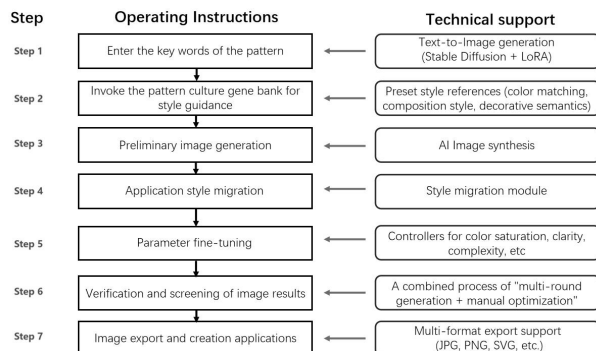 Step
Operating Instructions
Technical support
Step 1
Enter the key words of the pattern
Text-to-Image generation
(Stable Diffusion + LoRA)
Step 2
Invoke the pattern culture gene bank for
style guidance
Preset style references (color matching,
composition style, decorative semantics)
Step 3
Preliminary image generation
AI Image synthesis
Step 4
Application style migration
Style migration module
Step 5
Parameter fine-tuning
Controllers for color saturation, clarity,
complexity, etc
Step 6
Verification and screening of image results
A combined process of "multi-round
generation + manual optimization"
Step 7
Image export and creation applications
Multi-format export support
(JPG, PNG, SVG, etc.)